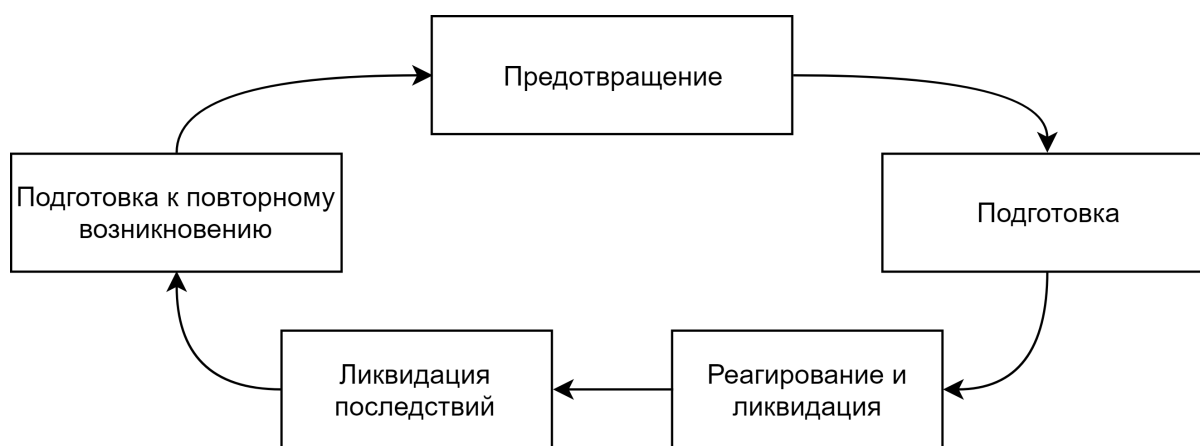 Предотвращение
Подготовка к повторному
возникновению
Подготовка
Ликвидация
последствий
Реагирование и
ликвидация